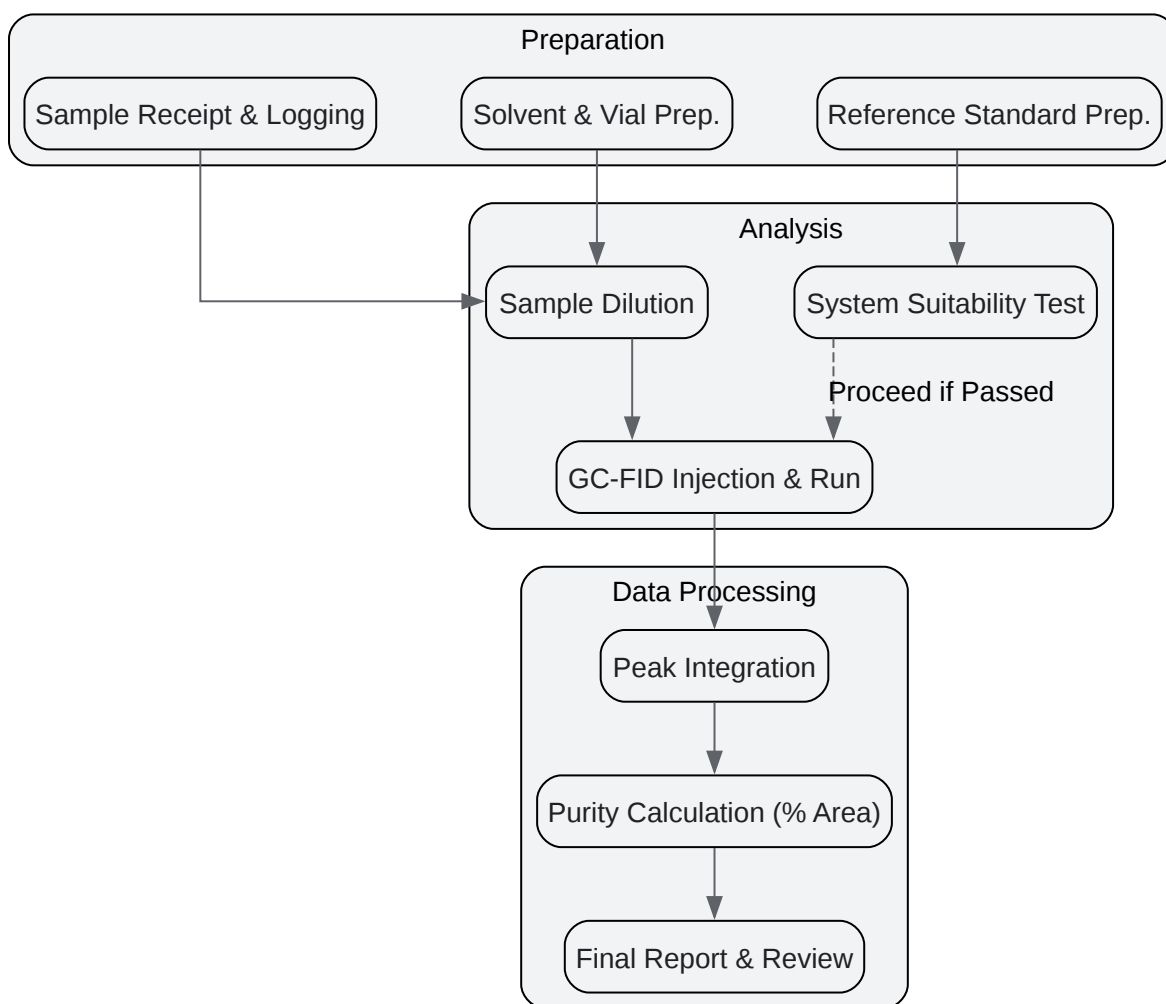 Preparation
Sample Receipt & Logging
Solvent & Vial Prep.
Reference Standard Prep.
Analysis
Sample Dilution
System Suitability Test
Proceed if Passed
GC-FID Injection & Run
Data Processing
Peak Integration
Purity Calculation (% Area)
Final Report & Review